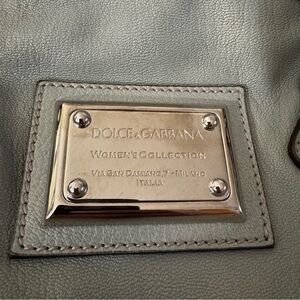 DOLCE & GABBANA
WOMEN'S COLLECTION
VIA SAN DAMIANO, 7 - MILANO
ITALIA